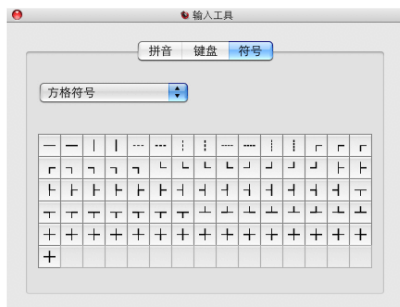 输入工具
拼音 键盘 符号
方格符号
─ ━ │ ┃ ┄ ┅ ┆ ┇ ┈ ┉ ┊ ┋ ┌ ┍ ┎
┏ ┐ ┑ ┒ ┓ └ ┕ ┖ ┗ ┘ ┙ ┚ ┛ ├ ┝
┞ ┟ ┠ ┡ ┢ ┣ ┤ ┥ ┦ ┧ ┨ ┩ ┪ ┫ ┬
┭ ┮ ┯ ┰ ┱ ┲ ┳ ┴ ┵ ┶ ┷ ┸ ┹ ┺ ┻
┼ ┽ ┾ ┿ ╀ ╁ ╂ ╃ ╄ ╅ ╆ ╇ ╈ ╉ ╊
╋